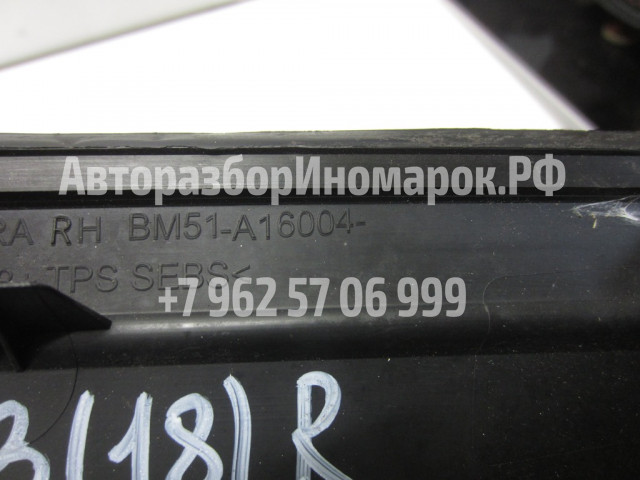 АвторазборИномарок.РФ
RA RH BM51-A16004-
TPS SEBS<
+7 962 57 06 999
3(18) R